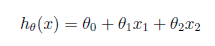 hθ(x) = θ0 + θ1x1 + θ2x2